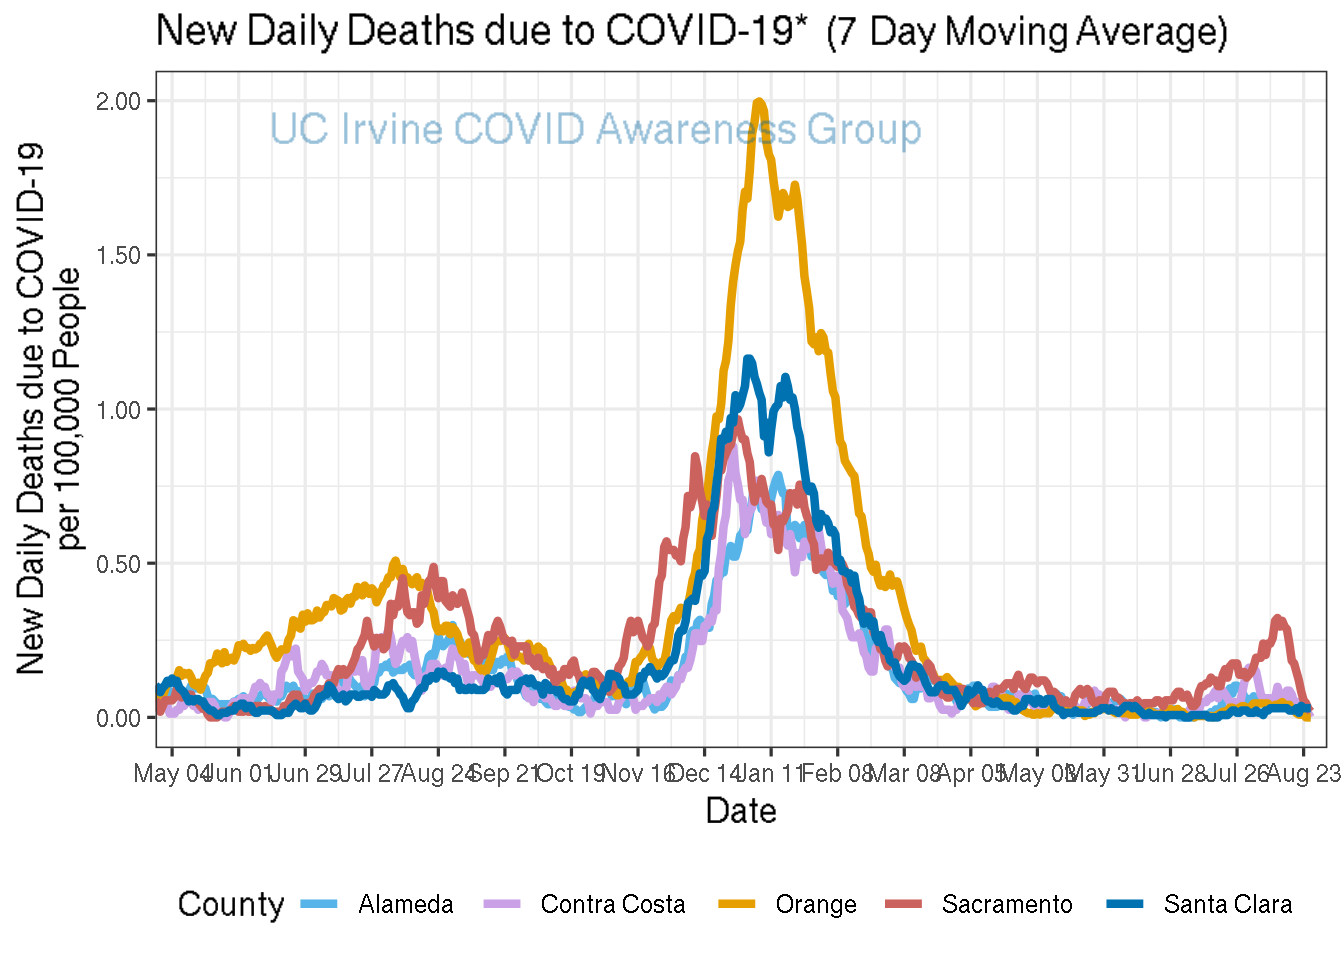 New Daily Deaths due to COVID-19* (7 Day Moving Average)
UC Irvine COVID Awareness Group
New Daily Deaths due to COVID-19
per 100,000 People
2.00
1.50
1.00
0.50
0.00
May 04 Jun 01 Jun 29 Jul 27 Aug 24 Sep 21 Oct 19 Nov 16 Dec 14 Jan 11 Feb 08 Mar 08 Apr 05 May 03 May 31 Jun 28 Jul 26 Aug 23
Date
County Alameda Contra Costa Orange Sacramento Santa Clara